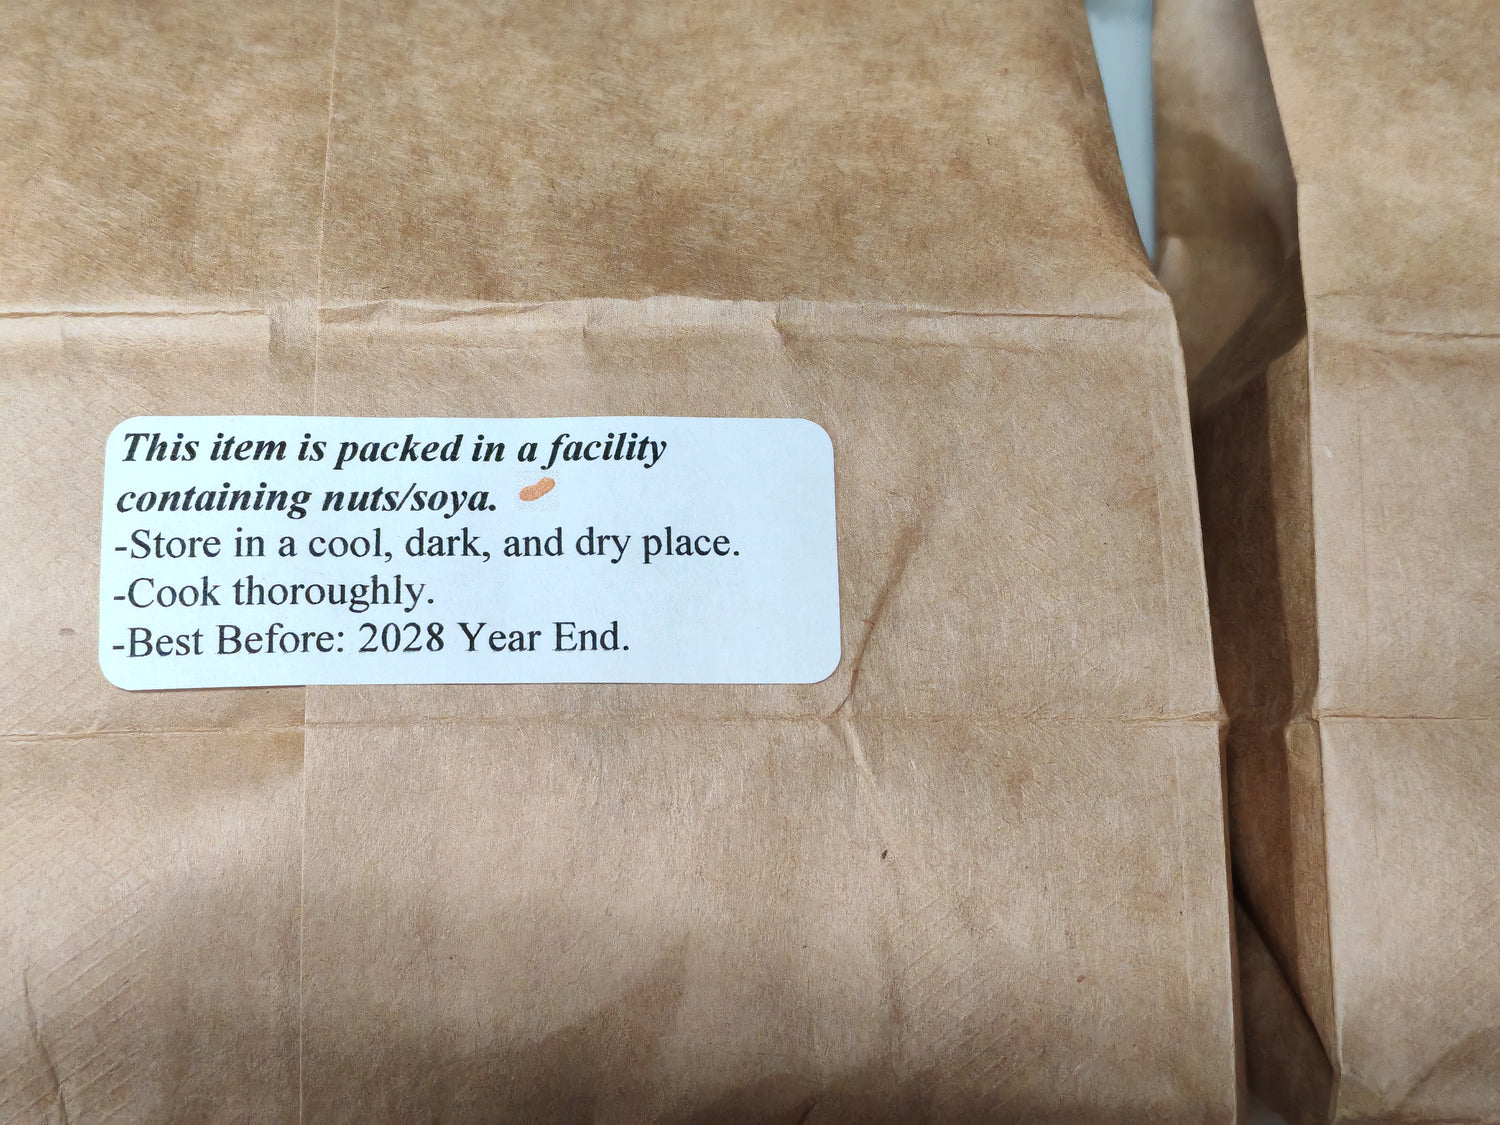 This item is packed in a facility
containing nuts/soya.
-Store in a cool, dark, and dry place.
-Cook thoroughly.
-Best Before: 2028 Year End.